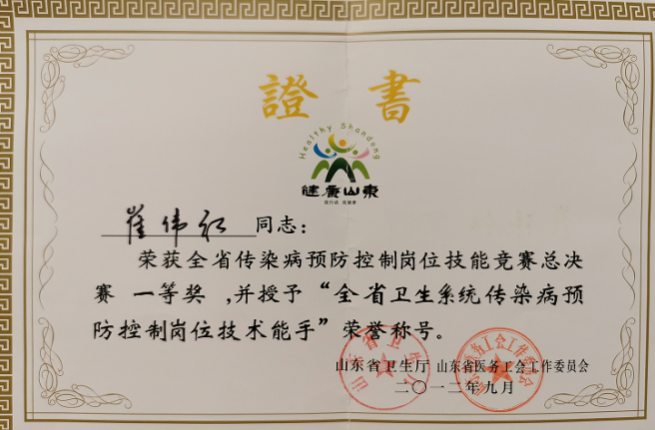 證 書
Healthy Shandong
健康山东
崔伟红 同志：
荣获全省传染病预防控制岗位技能竞赛总决
赛 一等奖 ,并授予“全省卫生系统传染病预
防控制岗位技术能手”荣誉称号。
山东省卫生厅 山东省医务工会工作委员会
二〇一二年九月